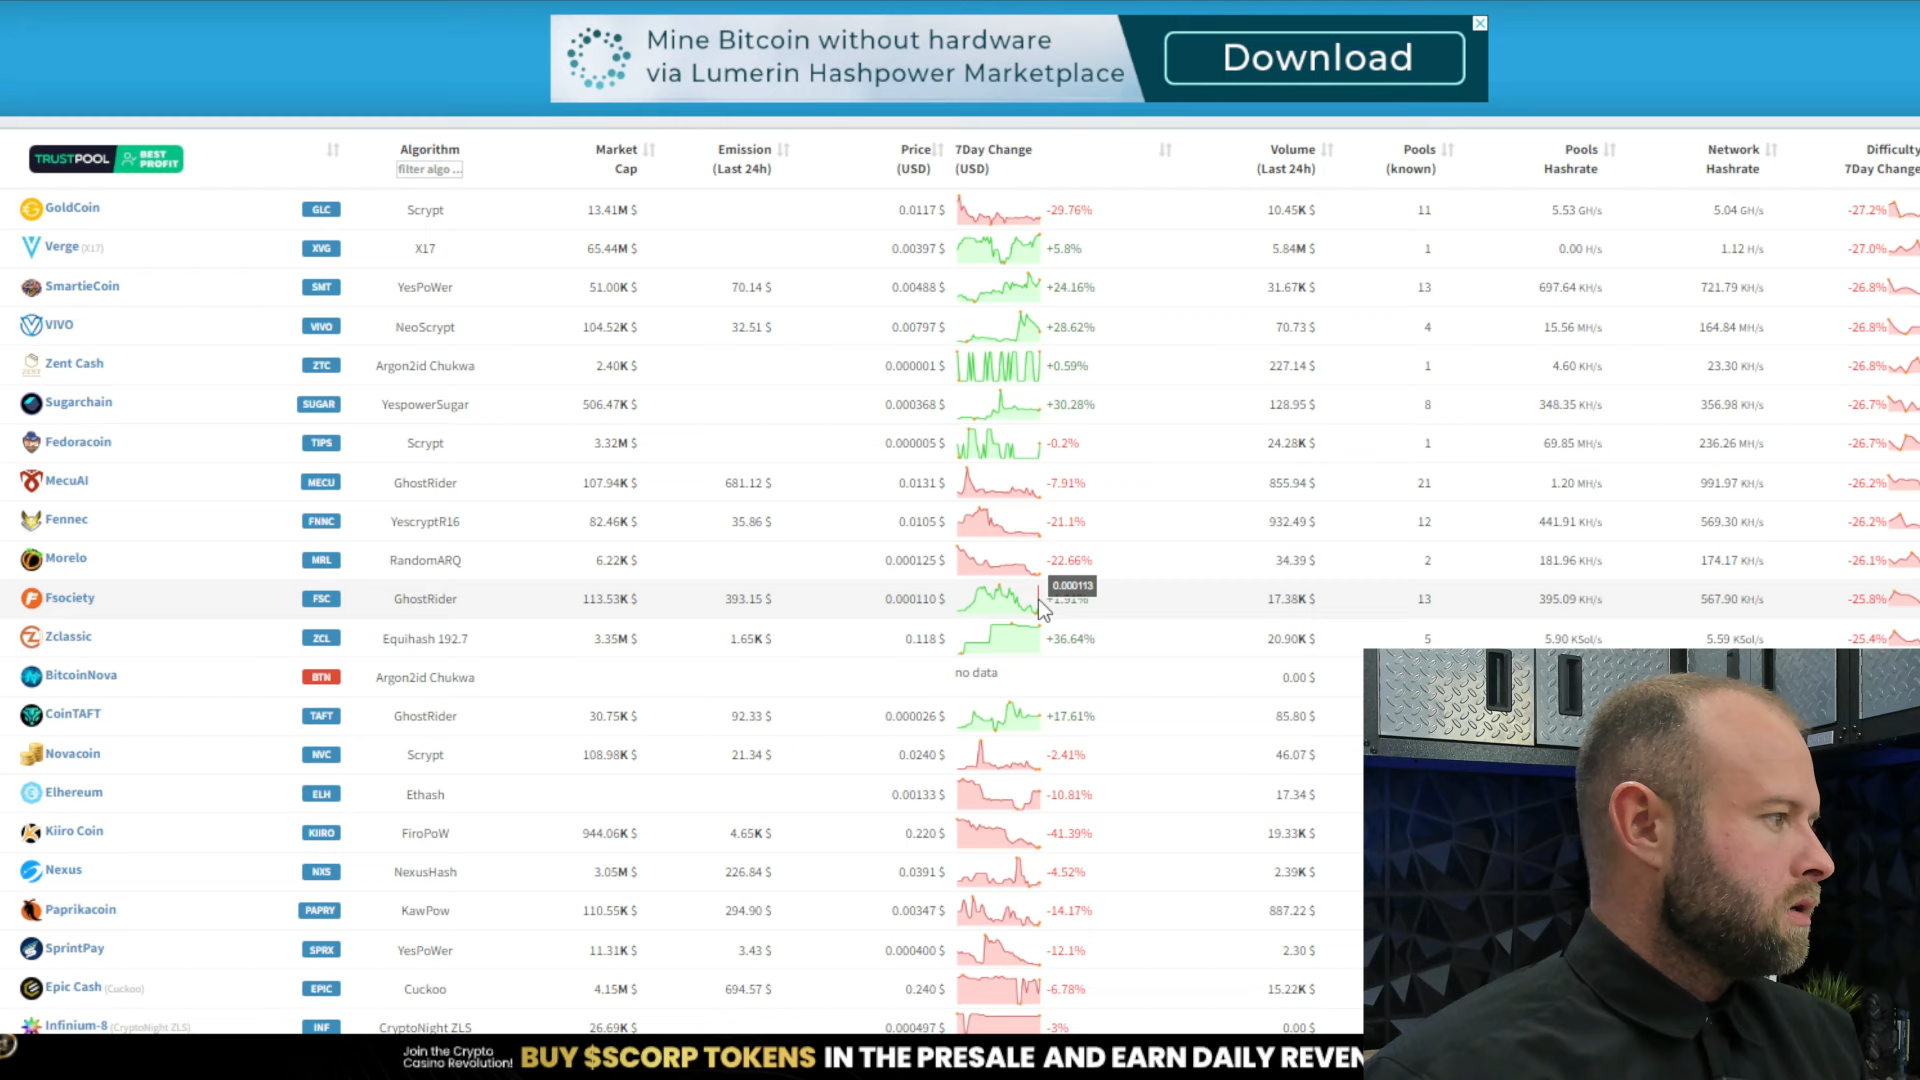 Mine Bitcoin without hardware
via Lumerin Hashpower Marketplace
Download
TRUSTPOOL BEST PROFIT
Algorithm filter algo ... Market Cap Emission (Last 24h) Price (USD) 7Day Change (USD) Volume (Last 24h) Pools (known) Pools Hashrate Network Hashrate Difficulty 7Day Change
GoldCoin GLC Scrypt 13.41M $ 0.0117 $ -29.76% 10.45K $ 11 5.53 GH/s 5.04 GH/s -27.2%
Verge (X17) XVG X17 65.44M $ 0.00397 $ +5.8% 5.84M $ 1 0.00 H/s 1.12 H/s -27.0%
SmartieCoin SMT YesPoWer 51.00K $ 70.14 $ 0.00488 $ +24.16% 31.67K $ 13 697.64 KH/s 721.79 KH/s -26.8%
VIVO VIVO NeoScrypt 104.52K $ 32.51 $ 0.00797 $ +28.62% 70.73 $ 4 15.56 MH/s 164.84 MH/s -26.8%
Zent Cash ZTC Argon2id Chukwa 2.40K $ 0.000001 $ +0.59% 227.14 $ 1 4.60 KH/s 23.30 KH/s -26.8%
Sugarchain SUGAR YespowerSugar 506.47K $ 0.000368 $ +30.28% 128.95 $ 8 348.35 KH/s 356.98 KH/s -26.7%
Fedoracoin TIPS Scrypt 3.32M $ 0.000005 $ -0.2% 24.28K $ 1 69.85 MH/s 236.26 MH/s -26.7%
MecuAI MECU GhostRider 107.94K $ 681.12 $ 0.0131 $ -7.91% 855.94 $ 21 1.20 MH/s 991.97 KH/s -26.2%
Fennec FNNC YescryptR16 82.46K $ 35.86 $ 0.0105 $ -21.1% 932.49 $ 12 441.91 KH/s 569.30 KH/s -26.2%
Morelo MRL RandomARQ 6.22K $ 0.000125 $ -22.66% 34.39 $ 2 181.96 KH/s 174.17 KH/s -26.1%
0.000113
Fsociety FSC GhostRider 113.53K $ 393.15 $ 0.000110 $ +1.91% 17.38K $ 13 395.09 KH/s 567.90 KH/s -25.8%
Zclassic ZCL Equihash 192.7 3.35M $ 1.65K $ 0.118 $ +36.64% 20.90K $ 5 5.90 KSol/s 5.59 KSol/s -25.4%
BitcoinNova BTN Argon2id Chukwa no data 0.00 $
CoinTAFT TAFT GhostRider 30.75K $ 92.33 $ 0.000026 $ +17.61% 85.80 $
Novacoin NVC Scrypt 108.98K $ 21.34 $ 0.0240 $ -2.41% 46.07 $
Elhereum ELH Ethash 0.00133 $ -10.81% 17.34 $
Kiiro Coin KIIRO FiroPoW 944.06K $ 4.65K $ 0.220 $ -41.39% 19.33K $
Nexus NXS NexusHash 3.05M $ 226.84 $ 0.0391 $ -4.52% 2.39K $
Paprikacoin PAPRY KawPow 110.55K $ 294.90 $ 0.00347 $ -14.17% 887.22 $
SprintPay SPRX YesPoWer 11.31K $ 3.43 $ 0.000400 $ -12.1% 2.30 $
Epic Cash (Cuckoo) EPIC Cuckoo 4.15M $ 694.57 $ 0.240 $ -6.78% 15.22K $
Infinium-8 (CryptoNight ZLS) INF CryptoNight ZLS 26.69K $ 0.000497 $ -3% 0.00 $
Join the Crypto
Casino Revolution!
BUY $SCORP TOKENS IN THE PRESALE AND EARN DAILY REVEN